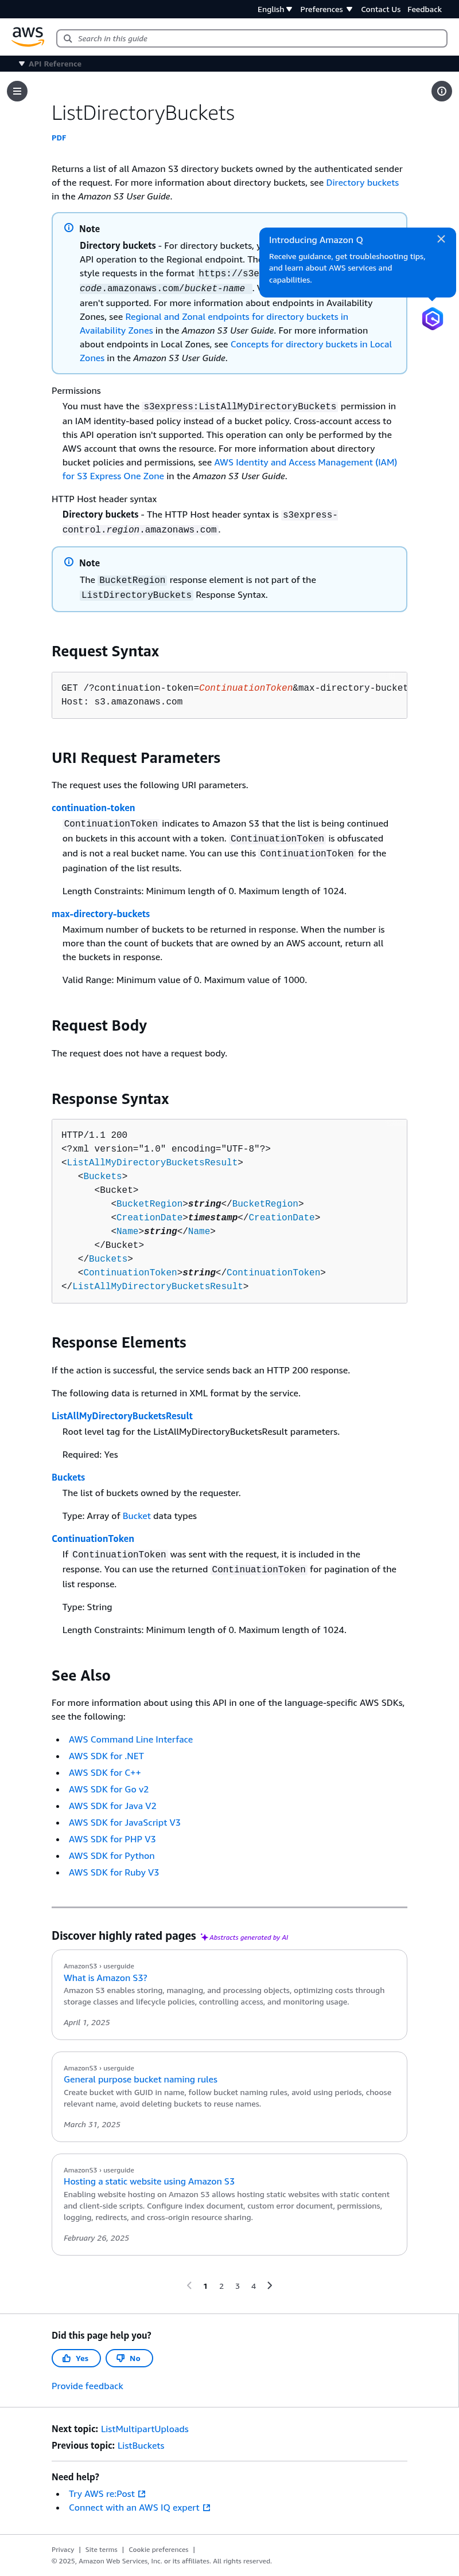 English Preferences Contact Us Feedback
aws
Search in this guide
API Reference
ListDirectoryBuckets
PDF
Returns a list of all Amazon S3 directory buckets owned by the authenticated sender
of the request. For more information about directory buckets, see Directory buckets
in the Amazon S3 User Guide.
Note
Directory buckets - For directory buckets, y
API operation to the Regional endpoint. The
style requests in the format https://s3e
code.amazonaws.com/bucket-name . V
aren't supported. For more information about endpoints in Availability
Zones, see Regional and Zonal endpoints for directory buckets in
Availability Zones in the Amazon S3 User Guide. For more information
about endpoints in Local Zones, see Concepts for directory buckets in Local
Zones in the Amazon S3 User Guide.
Introducing Amazon Q
Receive guidance, get troubleshooting tips,
and learn about AWS services and
capabilities.
Permissions
You must have the s3express:ListAllMyDirectoryBuckets permission in
an IAM identity-based policy instead of a bucket policy. Cross-account access to
this API operation isn't supported. This operation can only be performed by the
AWS account that owns the resource. For more information about directory
bucket policies and permissions, see AWS Identity and Access Management (IAM)
for S3 Express One Zone in the Amazon S3 User Guide.
HTTP Host header syntax
Directory buckets - The HTTP Host header syntax is s3express-
control.region.amazonaws.com.
Note
The BucketRegion response element is not part of the
ListDirectoryBuckets Response Syntax.
Request Syntax
GET /?continuation-token=ContinuationToken&max-directory-bucket
Host: s3.amazonaws.com
URI Request Parameters
The request uses the following URI parameters.
continuation-token
ContinuationToken indicates to Amazon S3 that the list is being continued
on buckets in this account with a token. ContinuationToken is obfuscated
and is not a real bucket name. You can use this ContinuationToken for the
pagination of the list results.
Length Constraints: Minimum length of 0. Maximum length of 1024.
max-directory-buckets
Maximum number of buckets to be returned in response. When the number is
more than the count of buckets that are owned by an AWS account, return all
the buckets in response.
Valid Range: Minimum value of 0. Maximum value of 1000.
Request Body
The request does not have a request body.
Response Syntax
HTTP/1.1 200
<?xml version="1.0" encoding="UTF-8"?>
<ListAllMyDirectoryBucketsResult>
<Buckets>
<Bucket>
<BucketRegion>string</BucketRegion>
<CreationDate>timestamp</CreationDate>
<Name>string</Name>
</Bucket>
</Buckets>
<ContinuationToken>string</ContinuationToken>
</ListAllMyDirectoryBucketsResult>
Response Elements
If the action is successful, the service sends back an HTTP 200 response.
The following data is returned in XML format by the service.
ListAllMyDirectoryBucketsResult
Root level tag for the ListAllMyDirectoryBucketsResult parameters.
Required: Yes
Buckets
The list of buckets owned by the requester.
Type: Array of Bucket data types
ContinuationToken
If ContinuationToken was sent with the request, it is included in the
response. You can use the returned ContinuationToken for pagination of the
list response.
Type: String
Length Constraints: Minimum length of 0. Maximum length of 1024.
See Also
For more information about using this API in one of the language-specific AWS SDKs,
see the following:
AWS Command Line Interface
AWS SDK for .NET
AWS SDK for C++
AWS SDK for Go v2
AWS SDK for Java V2
AWS SDK for JavaScript V3
AWS SDK for PHP V3
AWS SDK for Python
AWS SDK for Ruby V3
Discover highly rated pages Abstracts generated by AI
AmazonS3 › userguide
What is Amazon S3?
Amazon S3 enables storing, managing, and processing objects, optimizing costs through
storage classes and lifecycle policies, controlling access, and monitoring usage.
April 1, 2025
AmazonS3 › userguide
General purpose bucket naming rules
Create bucket with GUID in name, follow bucket naming rules, avoid using periods, choose
relevant name, avoid deleting buckets to reuse names.
March 31, 2025
AmazonS3 › userguide
Hosting a static website using Amazon S3
Enabling website hosting on Amazon S3 allows hosting static websites with static content
and client-side scripts. Configure index document, custom error document, permissions,
logging, redirects, and cross-origin resource sharing.
February 26, 2025
1 2 3 4
Did this page help you?
Yes No
Provide feedback
Next topic: ListMultipartUploads
Previous topic: ListBuckets
Need help?
Try AWS re:Post
Connect with an AWS IQ expert
Privacy | Site terms | Cookie preferences |
© 2025, Amazon Web Services, Inc. or its affiliates. All rights reserved.